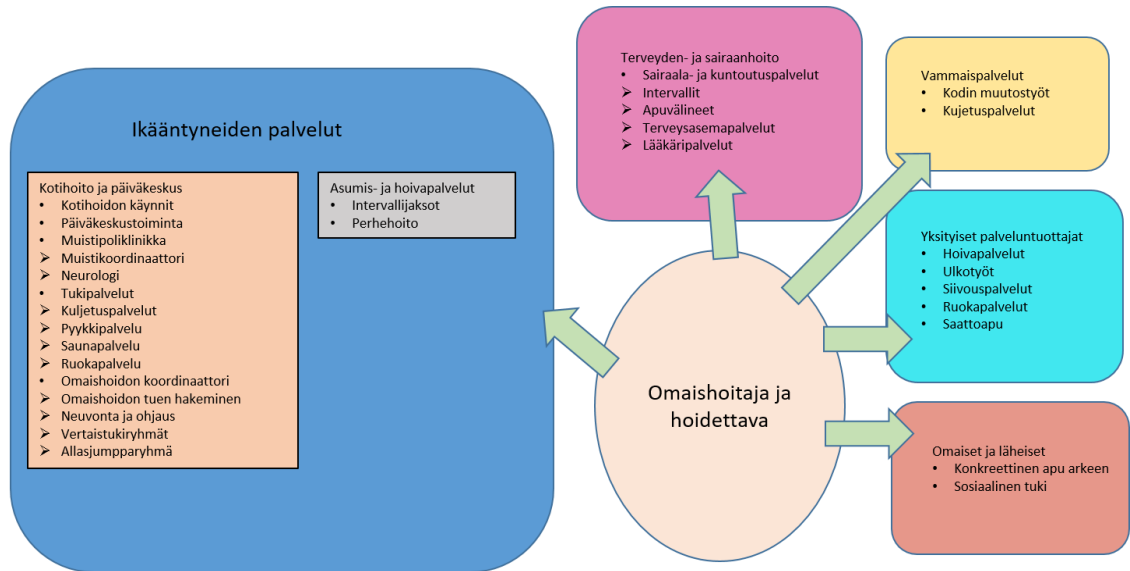 Ikääntyneiden palvelut
Kotihoito ja päiväkeskus
• Kotihoidon käynnit
• Päiväkeskustoiminta
• Muistipoliklinikka
➢ Muistikoordinaattori
➢ Neurologi
• Tukipalvelut
➢ Kuljetuspalvelut
➢ Pyykkipalvelu
➢ Saunapalvelu
➢ Ruokapalvelu
• Omaishoidon koordinaattori
➢ Omaishoidon tuen hakeminen
➢ Neuvonta ja ohjaus
➢ Vertaistukiryhmät
➢ Allasjumpparyhmä
Asumis- ja hoivapalvelut
• Intervallijaksot
• Perhehoito
Terveyden- ja sairaanhoito
• Sairaala- ja kuntoutuspalvelut
➢ Intervallit
➢ Apuvälineet
➢ Terveysasemapalvelut
➢ Lääkäripalvelut
Vammaispalvelut
• Kodin muutostyöt
• Kujetuspalvelut
Yksityiset palveluntuottajat
• Hoivapalvelut
• Ulkotyöt
• Siivouspalvelut
• Ruokapalvelut
• Saattoapu
Omaishoitaja ja
hoidettava
Omaiset ja läheiset
• Konkreettinen apu arkeen
• Sosiaalinen tuki